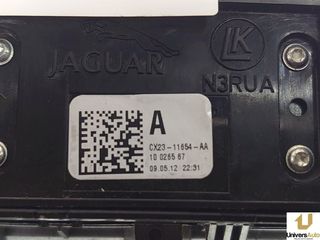 JAGUAR
LK
N3RUA
A
CX23-11654-AA
10 0265 67
09.05.12 22:31
UniversAuto